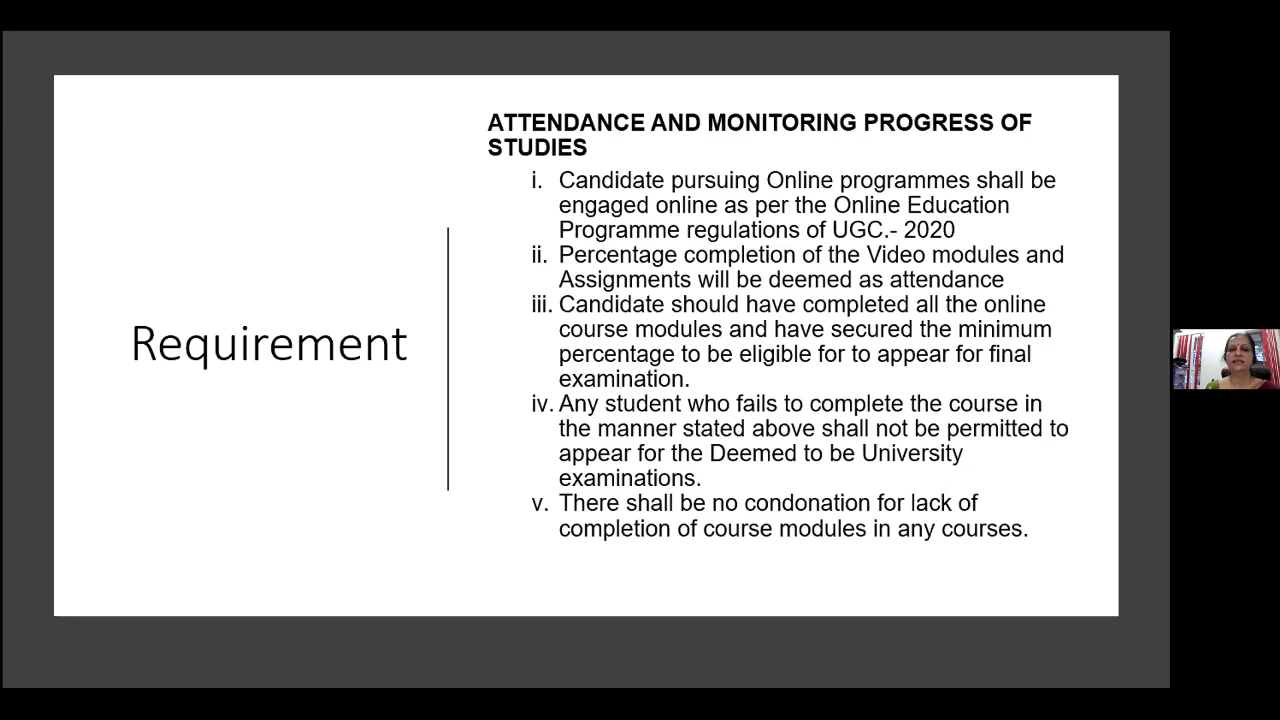 Requirement
ATTENDANCE AND MONITORING PROGRESS OF
STUDIES
i. Candidate pursuing Online programmes shall be
engaged online as per the Online Education
Programme regulations of UGC.- 2020
ii. Percentage completion of the Video modules and
Assignments will be deemed as attendance
iii. Candidate should have completed all the online
course modules and have secured the minimum
percentage to be eligible for to appear for final
examination.
iv. Any student who fails to complete the course in
the manner stated above shall not be permitted to
appear for the Deemed to be University
examinations.
v. There shall be no condonation for lack of
completion of course modules in any courses.